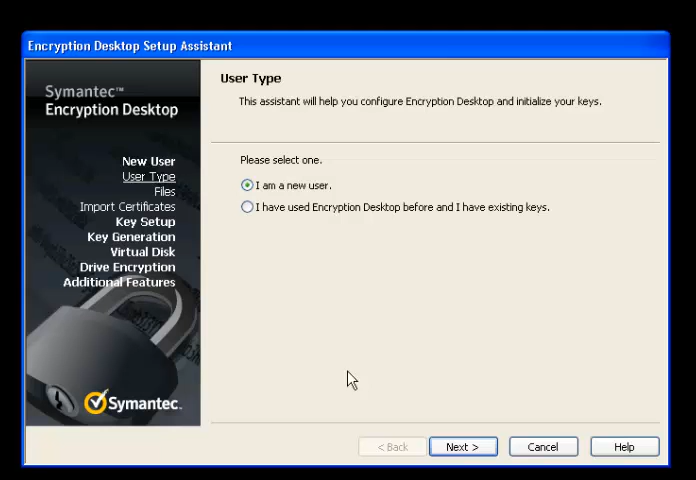 Encryption Desktop Setup Assistant
Symantec™
Encryption Desktop
New User
User Type
Files
Import Certificates
Key Setup
Key Generation
Virtual Disk
Drive Encryption
Additional Features
Symantec.
User Type
This assistant will help you configure Encryption Desktop and initialize your keys.
Please select one.
I am a new user.
I have used Encryption Desktop before and I have existing keys.
< Back
Next >
Cancel
Help